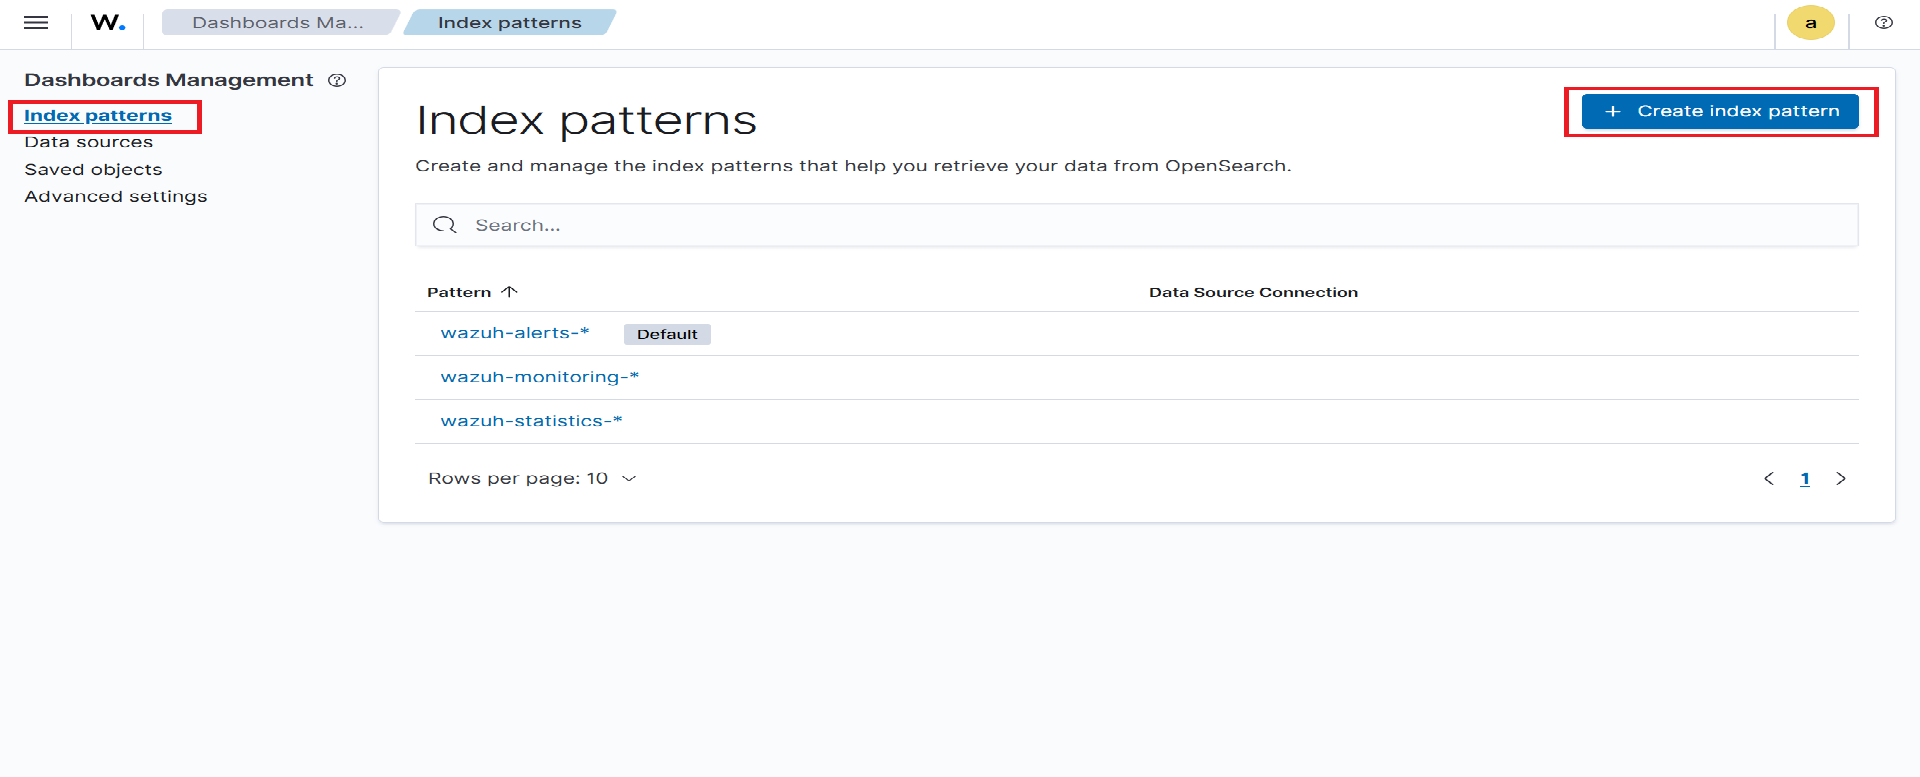 W.
Dashboards Ma...
Index patterns
a
Dashboards Management
Index patterns
Data sources
Saved objects
Advanced settings
Index patterns
+ Create index pattern
Create and manage the index patterns that help you retrieve your data from OpenSearch.
Search...
Pattern ↑ Data Source Connection
wazuh-alerts-* Default
wazuh-monitoring-*
wazuh-statistics-*
Rows per page: 10
< 1 >